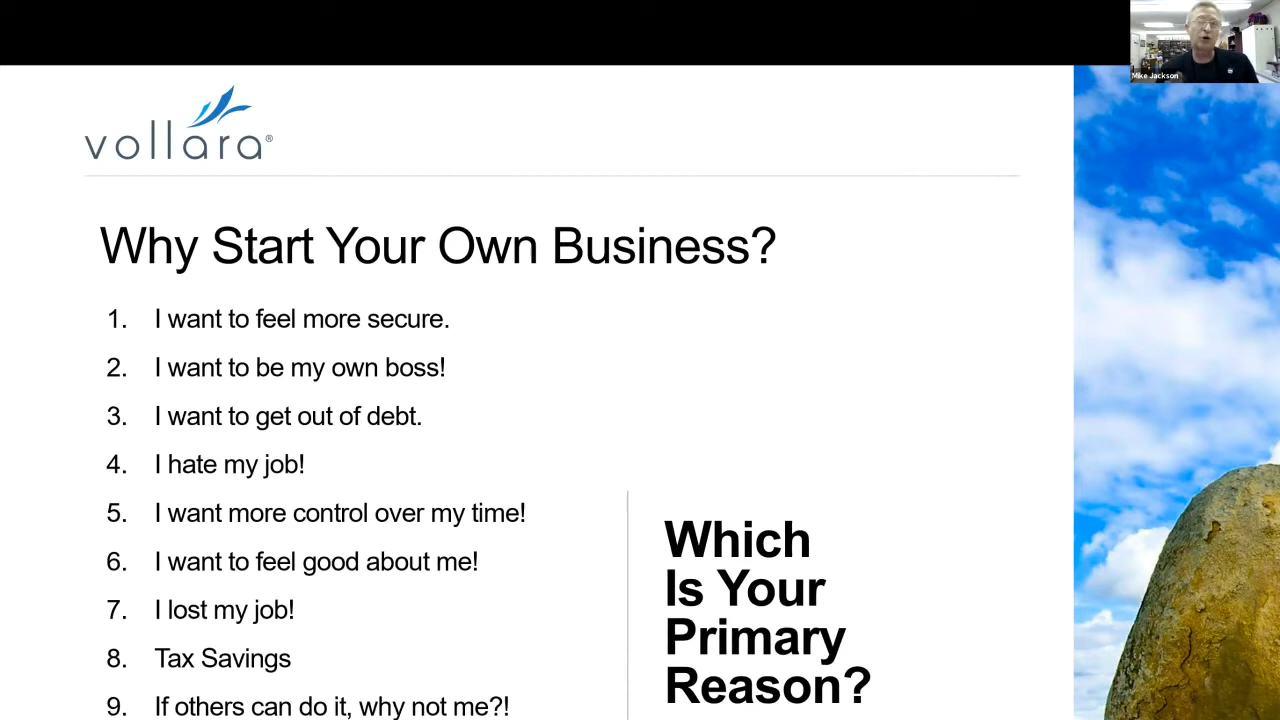 Mike Jackson
vollara®
Why Start Your Own Business?
1. I want to feel more secure.
2. I want to be my own boss!
3. I want to get out of debt.
4. I hate my job!
5. I want more control over my time!
6. I want to feel good about me!
7. I lost my job!
8. Tax Savings
9. If others can do it, why not me?!
Which
Is Your
Primary
Reason?